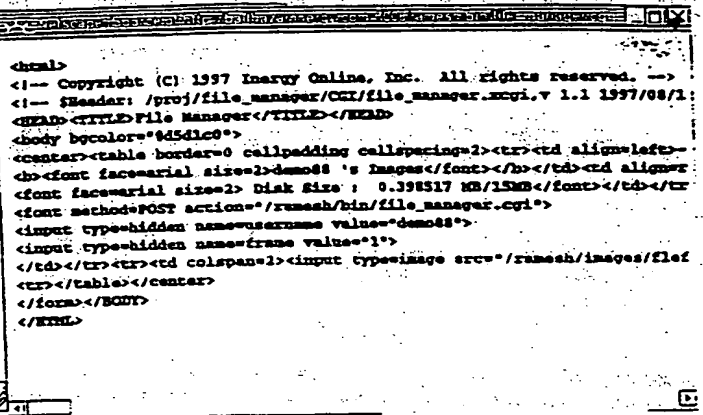 <html>
<!-- Copyright (C) 1997 Inergy Online, Inc. All rights reserved. -->
<!-- $Header: /proj/file_manager/CGI/file_manager.xcgi,v 1.1 1997/08/1
<HEAD><TITLE>File Manager</TITLE></HEAD>
<body bgcolor="#d5d1c0">
<center><table border=0 cellpadding cellspacing=2><tr><td align=left>
<b><font face=arial size=2>demo88 's Images</font></b></td><td align=r
<font face=arial size=2> Disk Size : 0.398517 MB/15MB</font></td></tr
<form method=POST action="/ramesh/bin/file_manager.cgi">
<input type=hidden name=username value="demo88">
<input type=hidden name=frame value="1">
</td></tr><tr><td colspan=2><input type=image src="/ramesh/images/flef
<tr></table></center>
</form></BODY>
</HTML>